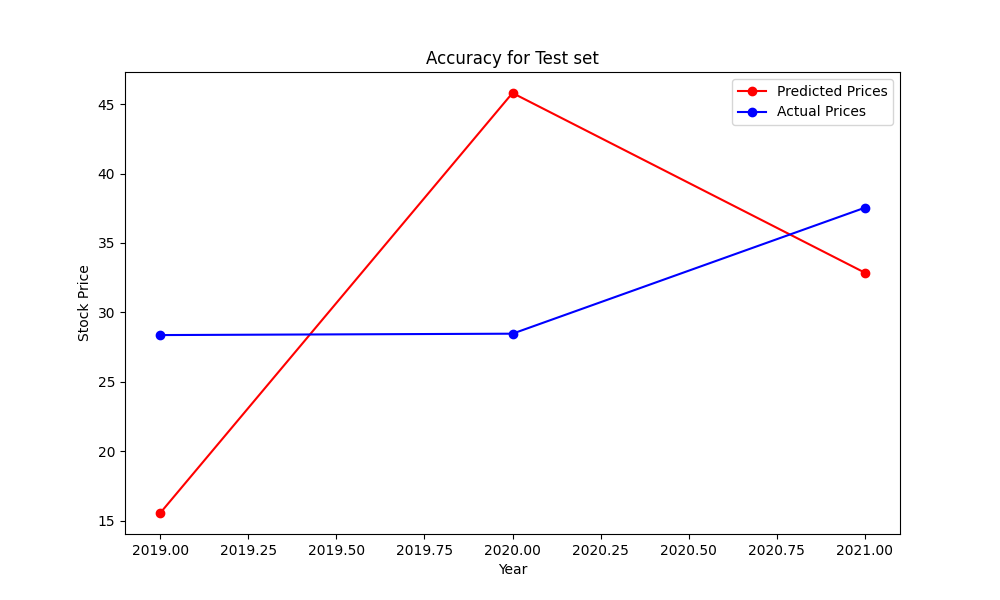 Accuracy for Test set
Predicted Prices
Actual Prices
Stock Price
45
40
35
30
25
20
15
2019.00 2019.25 2019.50 2019.75 2020.00 2020.25 2020.50 2020.75 2021.00
Year